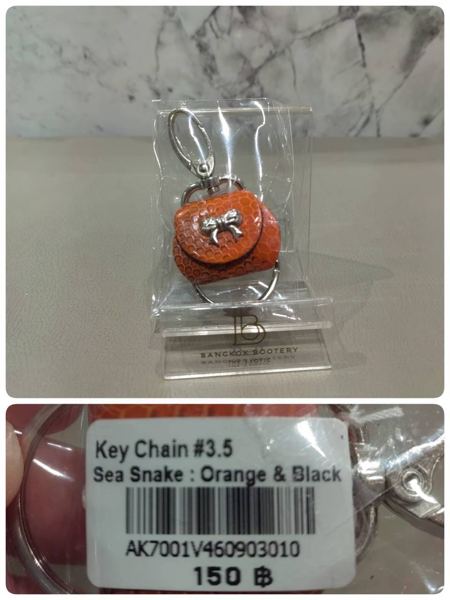 B
BANGKOK BOOTERY
Key Chain #3.5
Sea Snake : Orange & Black
AK7001V460903010
150 ฿